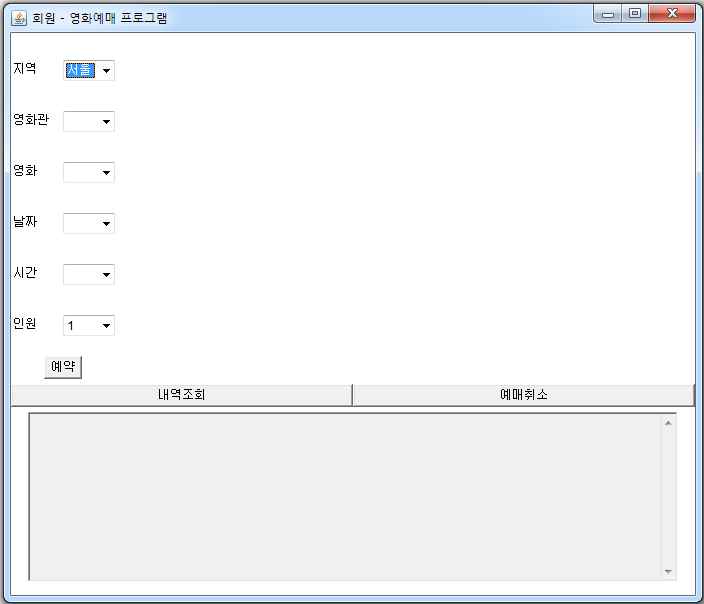 회원 - 영화예매 프로그램
지역 서울
영화관
영화
날짜
시간
인원 1
예약
내역조회 예매취소